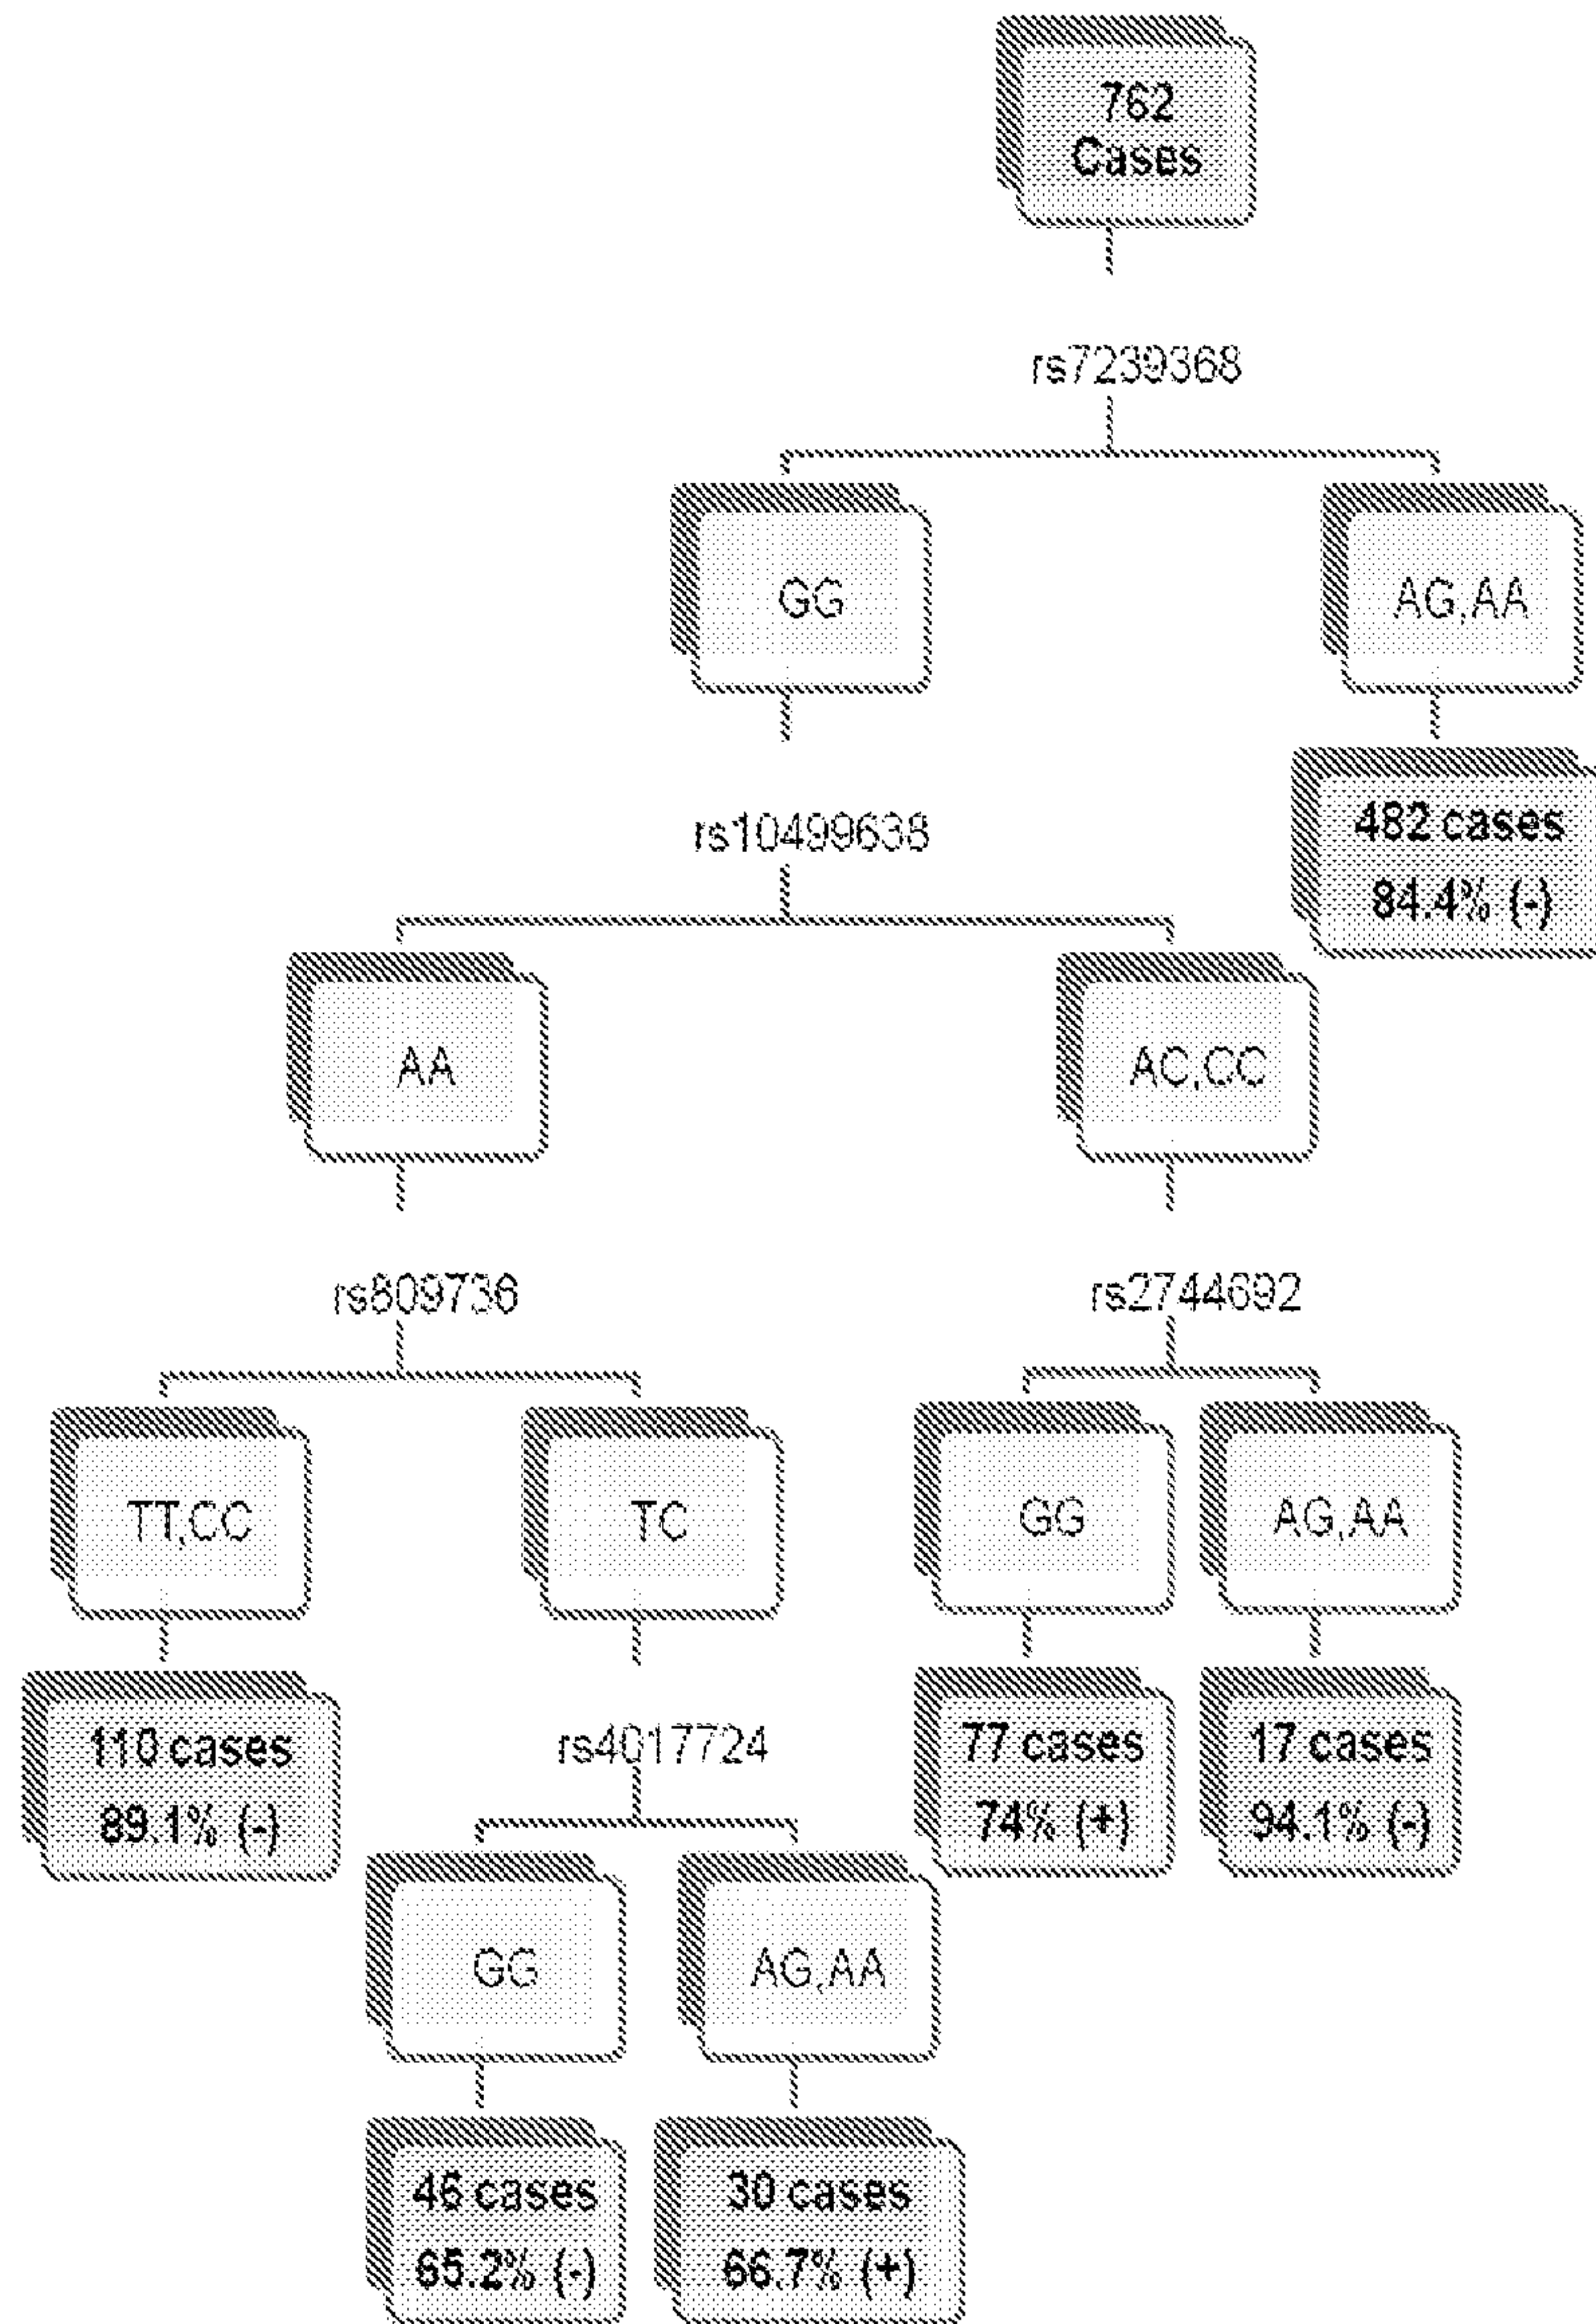 762
Cases
rs7239368
GG
AG,AA
rs10499638
482 cases
84.4% (-)
AA
AC,CC
rs809736
rs2744692
TT,CC
TC
GG
AG,AA
110 cases
89.1% (-)
rs4017724
77 cases
74% (+)
17 cases
94.1% (-)
GG
AG,AA
46 cases
65.2% (-)
30 cases
66.7% (+)